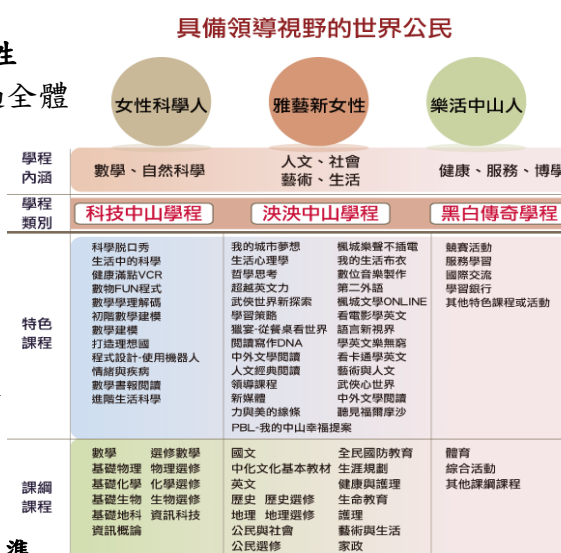 具備領導視野的世界公民
性
全體
女性科學人
雅藝新女性
樂活中山人
學程內涵
數學、自然科學
人文、社會
藝術、生活
健康、服務、博學
學程類別
科技中山學程
泱泱中山學程
黑白傳奇學程
特色課程
科學脫口秀
生活中的科學
健康滿點VCR
數物FUN程式
數學學理解碼
初階數學建模
數學建模
打造理想國
程式設計-使用機器人
情緒與疾病
數學書報閱讀
進階生活科學
我的城市夢想
生活心理學
哲學思考
超越英文力
武俠世界新探索
學習策略
獵宴-從餐桌看世界
閱讀寫作DNA
中外文學閱讀
人文經典閱讀
領導課程
新媒體
力與美的線條
PBL-我的中山幸福提案
楓城樂聲不插電
我的生活布衣
數位音樂製作
第二外語
楓城文學ONLINE
看電影學英文
語言新視界
學英文樂無窮
看卡通學英文
藝術與人文
武俠心世界
中外文學閱讀
聽見福爾摩沙
競賽活動
服務學習
國際交流
學習銀行
其他特色課程或活動
課綱課程
數學 選修數學
基礎物理 物理選修
基礎化學 化學選修
基礎生物 生物選修
基礎地科 資訊科技
資訊概論
國文
中化文化基本教材
英文
歷史 歷史選修
地理 地理選修
公民與社會
公民選修
全民國防教育
生涯規劃
健康與護理
生命教育
護理
藝術與生活
家政
體育
綜合活動
其他課綱課程
準